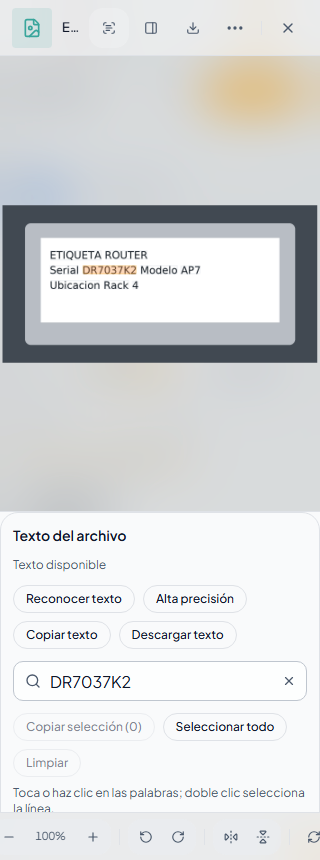 E...
ETIQUETA ROUTER
Serial DR7037K2 Modelo AP7
Ubicacion Rack 4
Texto del archivo
Texto disponible
Reconocer texto
Alta precisión
Copiar texto
Descargar texto
DR7037K2
Copiar selección (0)
Seleccionar todo
Limpiar
Toca o haz clic en las palabras; doble clic selecciona
la línea.
100%